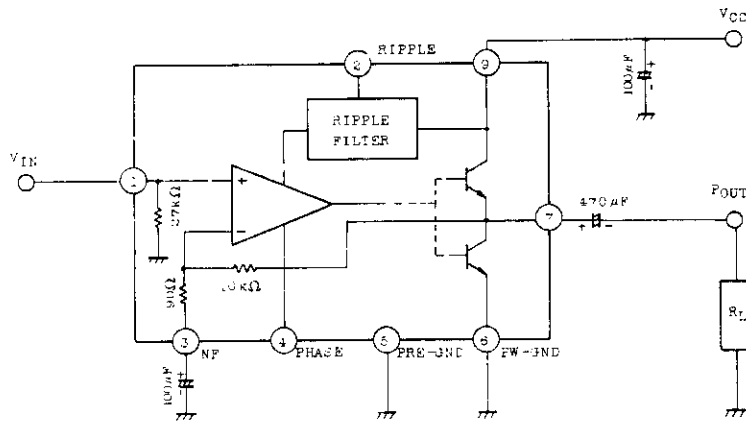 VCC
RIPPLE
2
9
100µF
+
-
RIPPLE
FILTER
VIN
1
+
27kΩ
-
90Ω
10kΩ
7
470µF
+
-
POUT
RL
3
NF
4
PHASE
5
PRE-GND
6
PW-GND
100µF
+
-